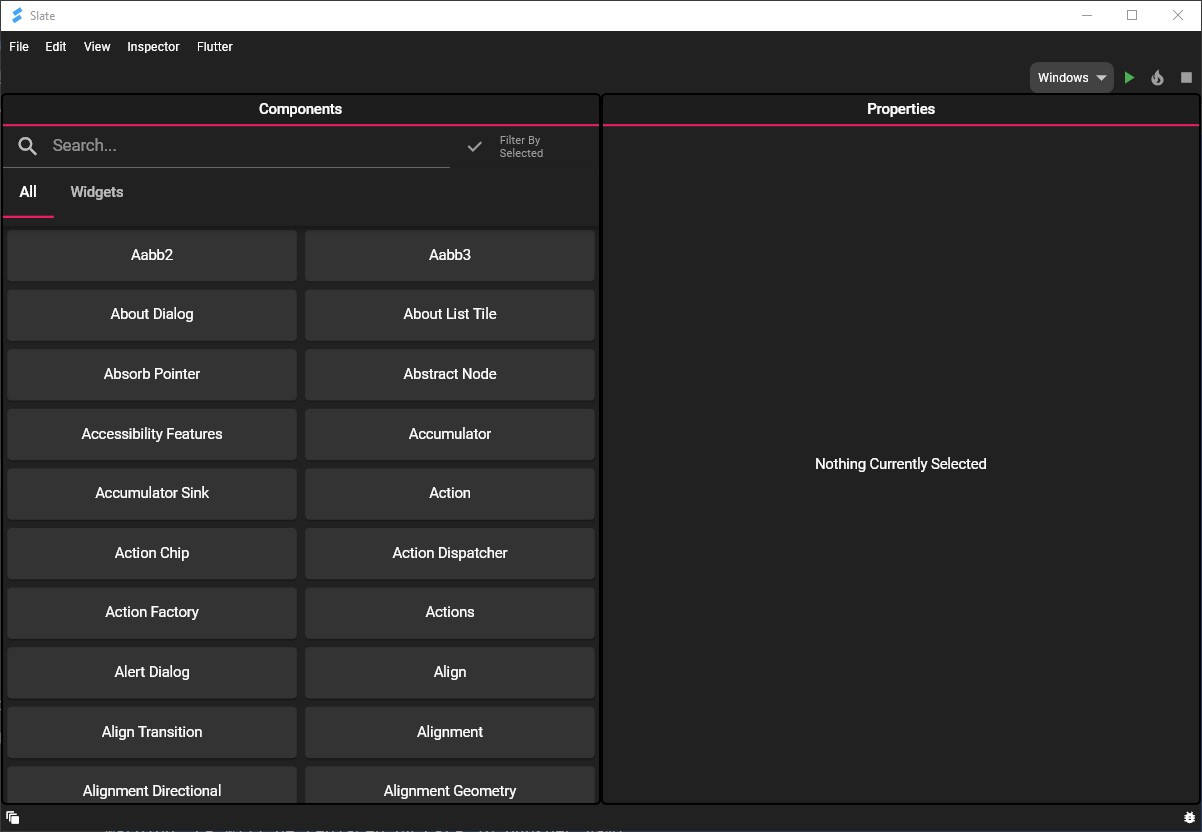 Slate
File Edit View Inspector Flutter
Windows
Components
Properties
Search...
Filter By
Selected
All Widgets
Aabb2 Aabb3
About Dialog About List Tile
Absorb Pointer Abstract Node
Accessibility Features Accumulator
Accumulator Sink Action
Action Chip Action Dispatcher
Action Factory Actions
Alert Dialog Align
Align Transition Alignment
Alignment Directional Alignment Geometry
Nothing Currently Selected